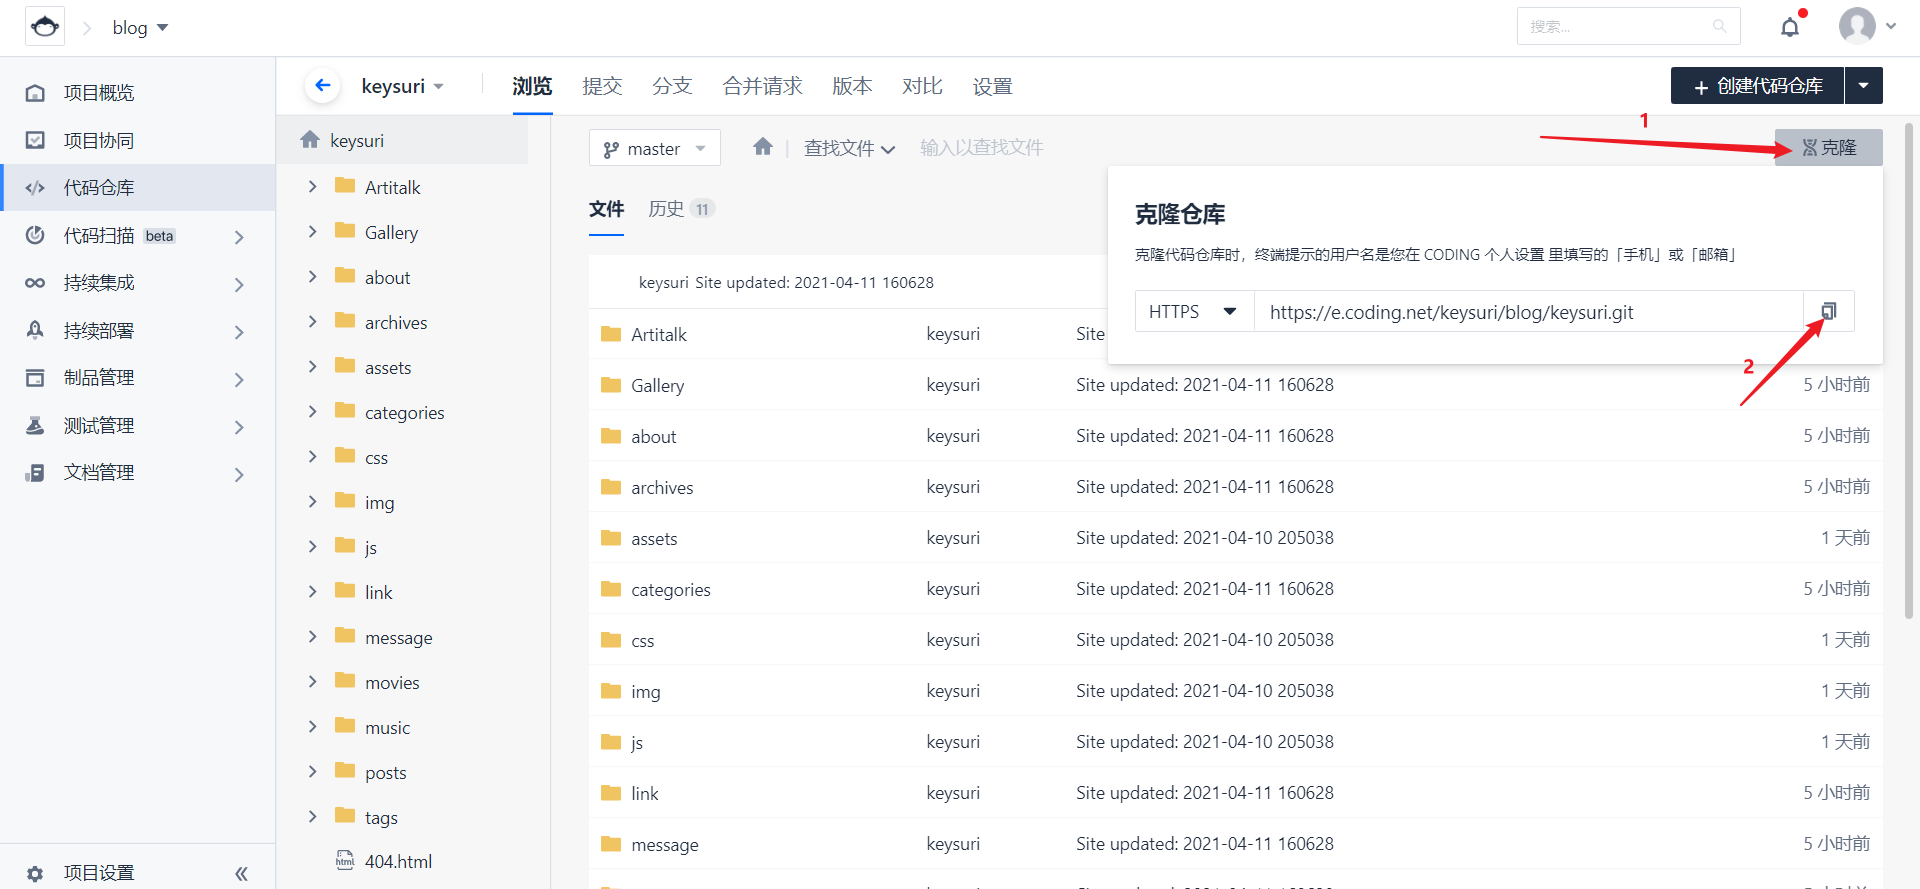 blog
搜索...
项目概览
项目协同
代码仓库
代码扫描 beta
持续集成
持续部署
制品管理
测试管理
文档管理
项目设置
keysuri
浏览 提交 分支 合并请求 版本 对比 设置
+ 创建代码仓库
keysuri
Artitalk
Gallery
about
archives
assets
categories
css
img
js
link
message
movies
music
posts
tags
404.html
master
查找文件
输入以查找文件
1
克隆
文件 历史 11
克隆仓库
克隆代码仓库时，终端提示的用户名是您在 CODING 个人设置 里填写的「手机」或「邮箱」
HTTPS https://e.coding.net/keysuri/blog/keysuri.git
2
keysuri Site updated: 2021-04-11 160628
Artitalk keysuri Site
Gallery keysuri Site updated: 2021-04-11 160628 5 小时前
about keysuri Site updated: 2021-04-11 160628 5 小时前
archives keysuri Site updated: 2021-04-11 160628 5 小时前
assets keysuri Site updated: 2021-04-10 205038 1 天前
categories keysuri Site updated: 2021-04-11 160628 5 小时前
css keysuri Site updated: 2021-04-10 205038 1 天前
img keysuri Site updated: 2021-04-10 205038 1 天前
js keysuri Site updated: 2021-04-10 205038 1 天前
link keysuri Site updated: 2021-04-11 160628 5 小时前
message keysuri Site updated: 2021-04-11 160628 5 小时前